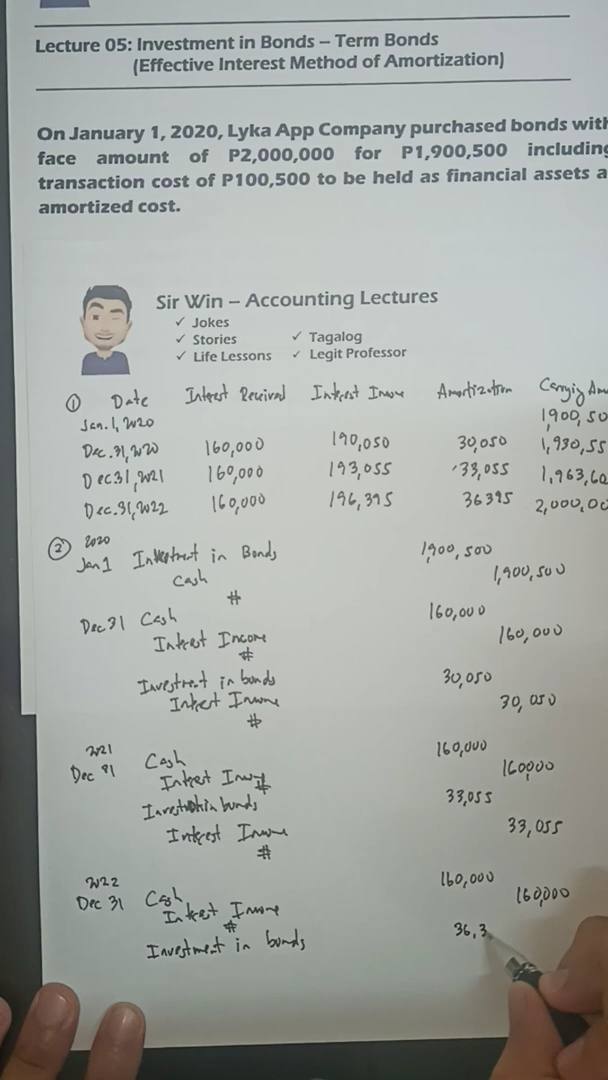 Lecture 05: Investment in Bonds – Term Bonds
(Effective Interest Method of Amortization)
On January 1, 2020, Lyka App Company purchased bonds with
face amount of P2,000,000 for P1,900,500 including
transaction cost of P100,500 to be held as financial assets a
amortized cost.
Sir Win – Accounting Lectures
✓ Jokes
✓ Stories ✓ Tagalog
✓ Life Lessons ✓ Legit Professor
① Date Interest Received Interest Income Amortization Carrying Am
Jan. 1, 2020 1,900,50
Dec. 31, 2020 160,000 190,050 30,050 1,930,55
Dec 31, 2021 160,000 193,055 33,055 1,963,60
Dec. 31, 2022 160,000 196,395 36395 2,000,00
② 2020
Jan 1 Investment in Bonds 1,900,500
Cash 1,900,500
#
Dec 31 Cash 160,000
Interest Income 160,000
#
Investment in bonds 30,050
Interest Income 30,050
#
2021
Dec 31 Cash 160,000
Interest Income 160000
#
Investment in bonds 33,055
Interest Income 33,055
#
2022
Dec 31 Cash 160,000
Interest Income 160,000
#
Investment in bonds 36,3